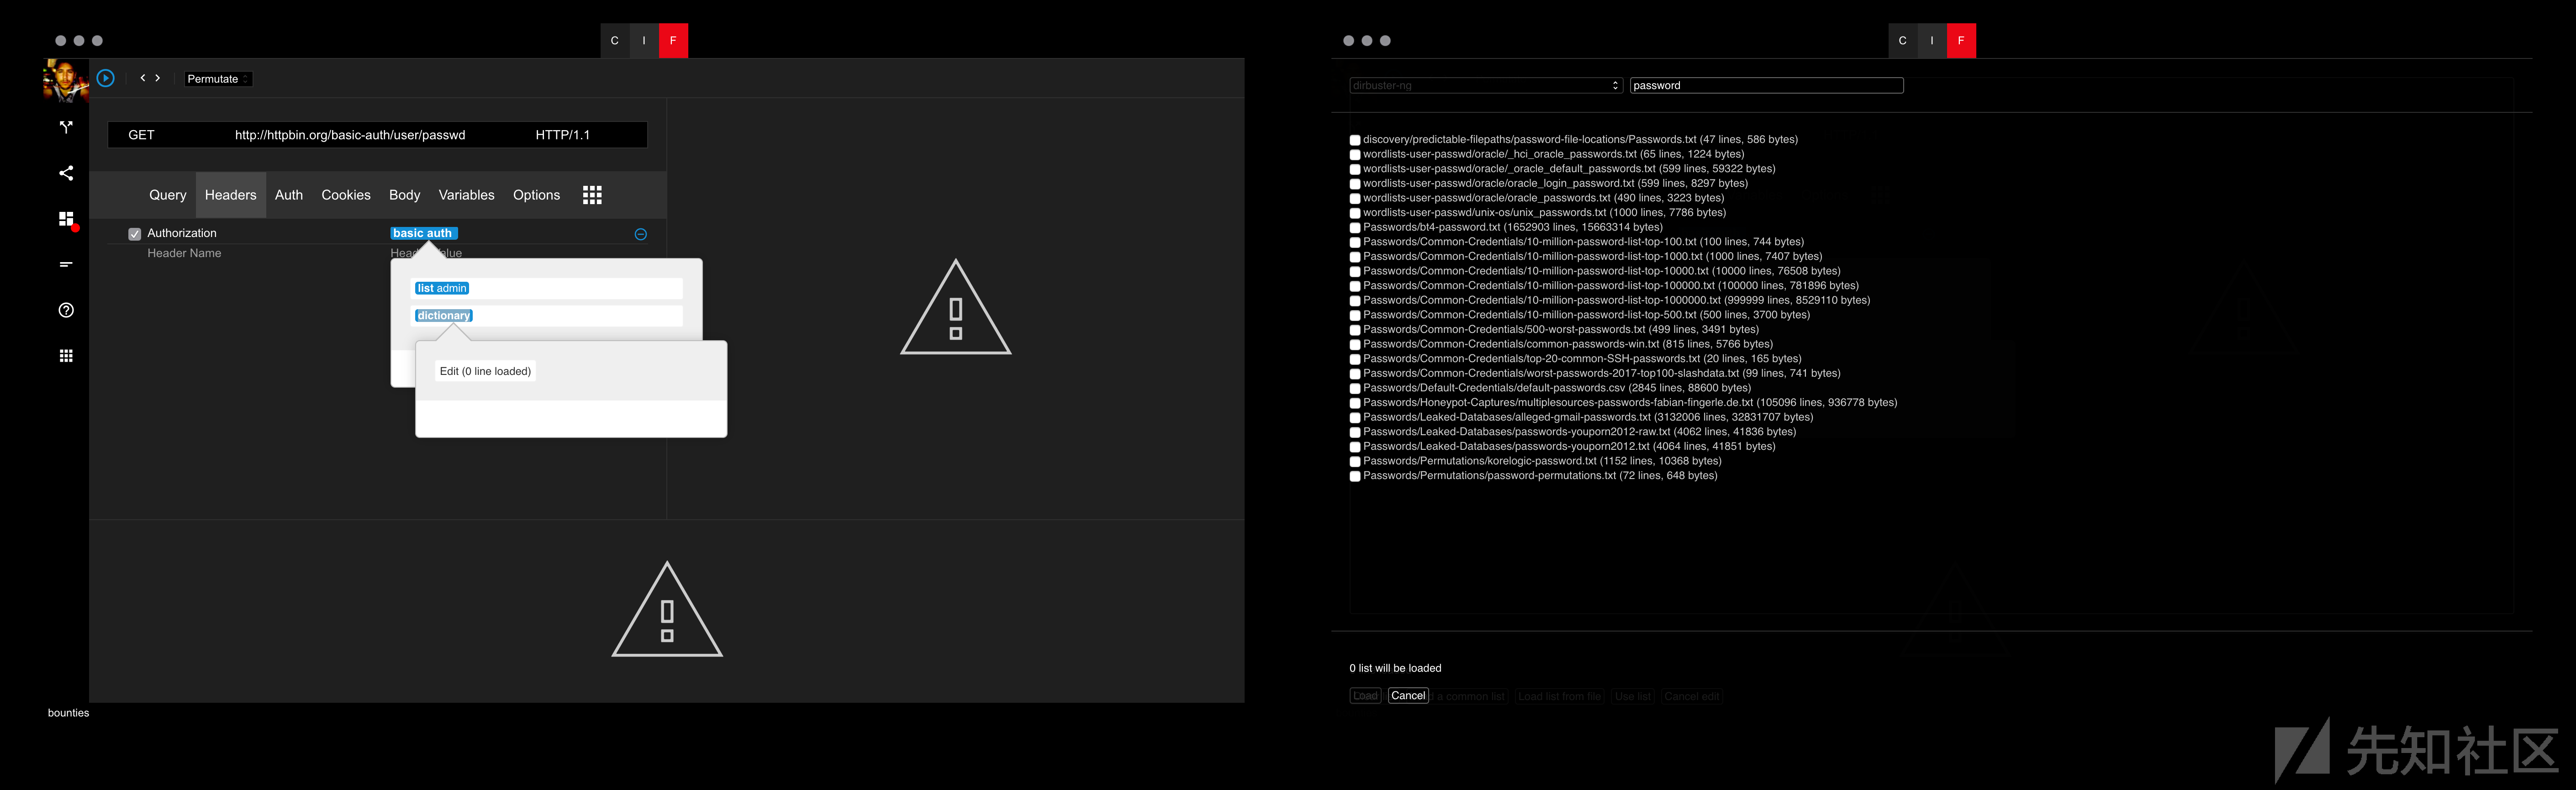 C I F
Permutate
GET http://httpbin.org/basic-auth/user/passwd HTTP/1.1
Query Headers Auth Cookies Body Variables Options
Authorization basic auth
Header Name Header Value
list admin
dictionary
Edit (0 line loaded)
bounties
C I F
dirbuster-ng password
discovery/predictable-filepaths/password-file-locations/Passwords.txt (47 lines, 586 bytes)
wordlists-user-passwd/oracle/_hci_oracle_passwords.txt (65 lines, 1224 bytes)
wordlists-user-passwd/oracle/_oracle_default_passwords.txt (599 lines, 59322 bytes)
wordlists-user-passwd/oracle/oracle_login_password.txt (599 lines, 8297 bytes)
wordlists-user-passwd/oracle/oracle_passwords.txt (490 lines, 3223 bytes)
wordlists-user-passwd/unix-os/unix_passwords.txt (1000 lines, 7786 bytes)
Passwords/bt4-password.txt (1652903 lines, 15663314 bytes)
Passwords/Common-Credentials/10-million-password-list-top-100.txt (100 lines, 744 bytes)
Passwords/Common-Credentials/10-million-password-list-top-1000.txt (1000 lines, 7407 bytes)
Passwords/Common-Credentials/10-million-password-list-top-10000.txt (10000 lines, 76508 bytes)
Passwords/Common-Credentials/10-million-password-list-top-100000.txt (100000 lines, 781896 bytes)
Passwords/Common-Credentials/10-million-password-list-top-1000000.txt (999999 lines, 8529110 bytes)
Passwords/Common-Credentials/10-million-password-list-top-500.txt (500 lines, 3700 bytes)
Passwords/Common-Credentials/500-worst-passwords.txt (499 lines, 3491 bytes)
Passwords/Common-Credentials/common-passwords-win.txt (815 lines, 5766 bytes)
Passwords/Common-Credentials/top-20-common-SSH-passwords.txt (20 lines, 165 bytes)
Passwords/Common-Credentials/worst-passwords-2017-top100-slashdata.txt (99 lines, 741 bytes)
Passwords/Default-Credentials/default-passwords.csv (2845 lines, 88600 bytes)
Passwords/Honeypot-Captures/multiplesources-passwords-fabian-fingerle.de.txt (105096 lines, 936778 bytes)
Passwords/Leaked-Databases/alleged-gmail-passwords.txt (3132006 lines, 32831707 bytes)
Passwords/Leaked-Databases/passwords-youporn2012-raw.txt (4062 lines, 41836 bytes)
Passwords/Leaked-Databases/passwords-youporn2012.txt (4064 lines, 41851 bytes)
Passwords/Permutations/korelogic-password.txt (1152 lines, 10368 bytes)
Passwords/Permutations/password-permutations.txt (72 lines, 648 bytes)
0 list will be loaded
Load Cancel a common list Load list from file Use list Cancel edit
先知社区